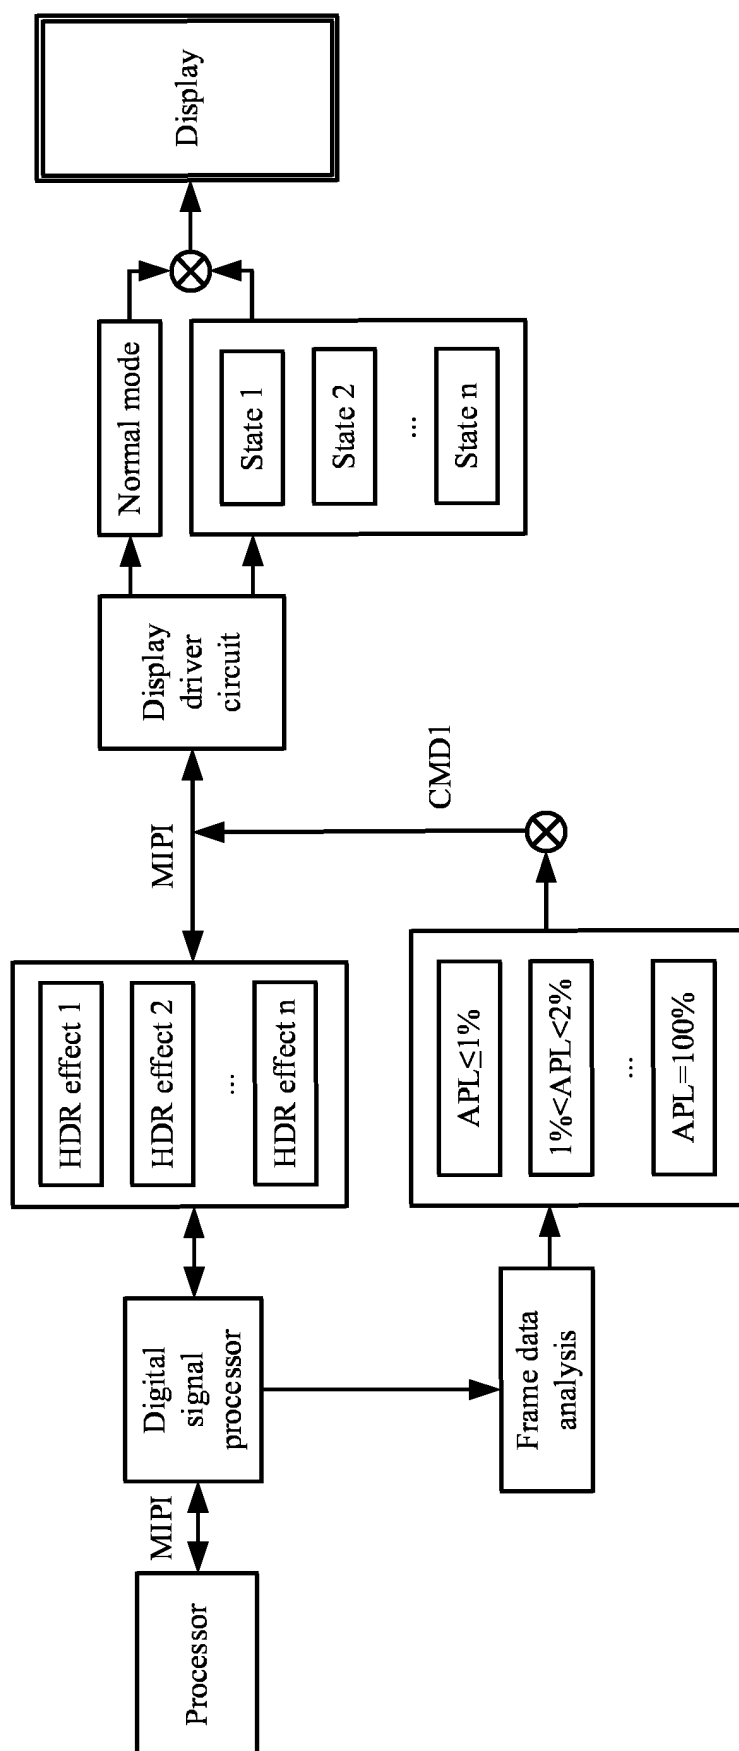 Processor
MIPI
Digital
signal
processor
HDR effect 1
HDR effect 2
...
HDR effect n
MIPI
Display
driver
circuit
Normal mode
State 1
State 2
...
State n
Display
Frame data
analysis
APL≤1%
1%<APL<2%
...
APL=100%
CMD1